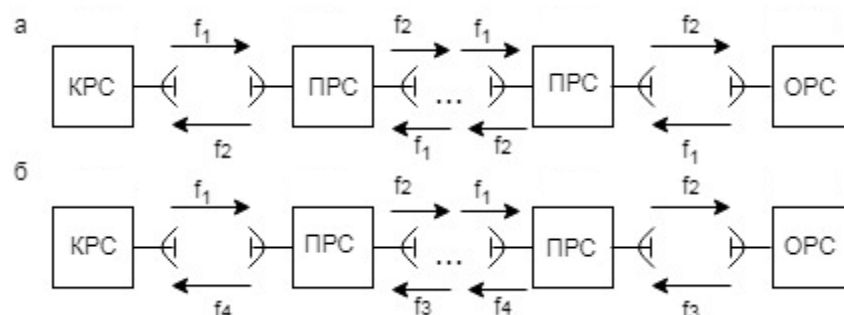 а
f₁ f2 f₁ f2
КРС ПРС ... ПРС ОРС
f2 f₁ f2 f₁
б
f₁ f2 f₁ f2
КРС ПРС ... ПРС ОРС
f4 f3 f4 f3